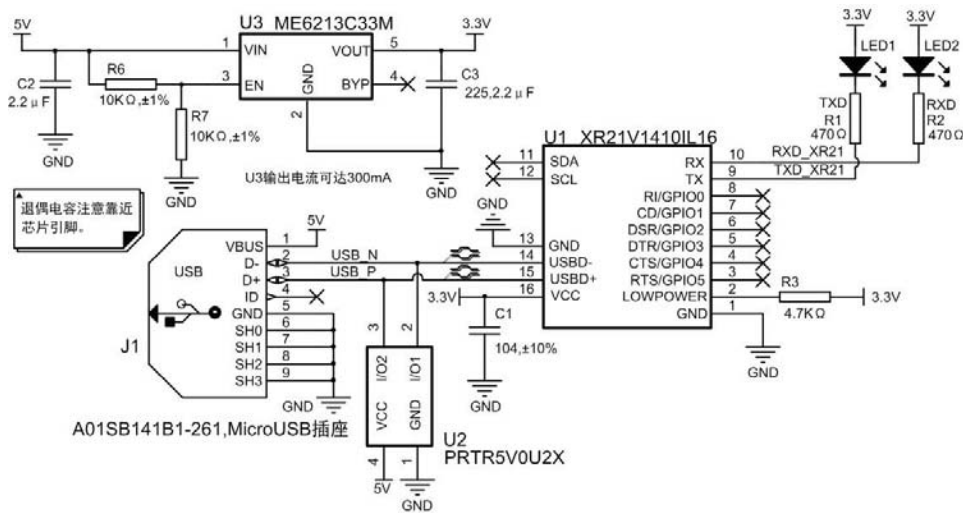 5V
U3 ME6213C33M
3.3V
1 VIN
VOUT 5
C2
2.2μF
R6
10KΩ,±1%
3 EN
GND
2
BYP 4
C3
225,2.2μF
R7
10KΩ,±1%
GND
GND
GND
U3输出电流可达300mA
退偶电容注意靠近
芯片引脚。
3.3V
3.3V
LED1
LED2
TXD
R1
470Ω
RXD
R2
470Ω
U1 XR21V1410IL16
11 SDA
12 SCL
GND
13 GND
14 USBD-
15 USBD+
16 VCC
RX 10 RXD_XR21
TX 9 TXD_XR21
RI/GPIO0 8
CD/GPIO1 7
DSR/GPIO2 6
DTR/GPIO3 5
CTS/GPIO4 4
RTS/GPIO5 3
LOWPOWER 2
GND 1
R3
4.7KΩ
3.3V
GND
3.3V
C1
104,±10%
GND
5V
USB
VBUS 1
D- 2 USB_N
D+ 3 USB_P
ID 4
GND 5
SH0 6
SH1 7
SH2 8
SH3 9
J1
GND
A01SB141B1-261,MicroUSB插座
3
2
I/O2
I/O1
VCC
GND
4
1
5V
GND
U2
PRTR5V0U2X